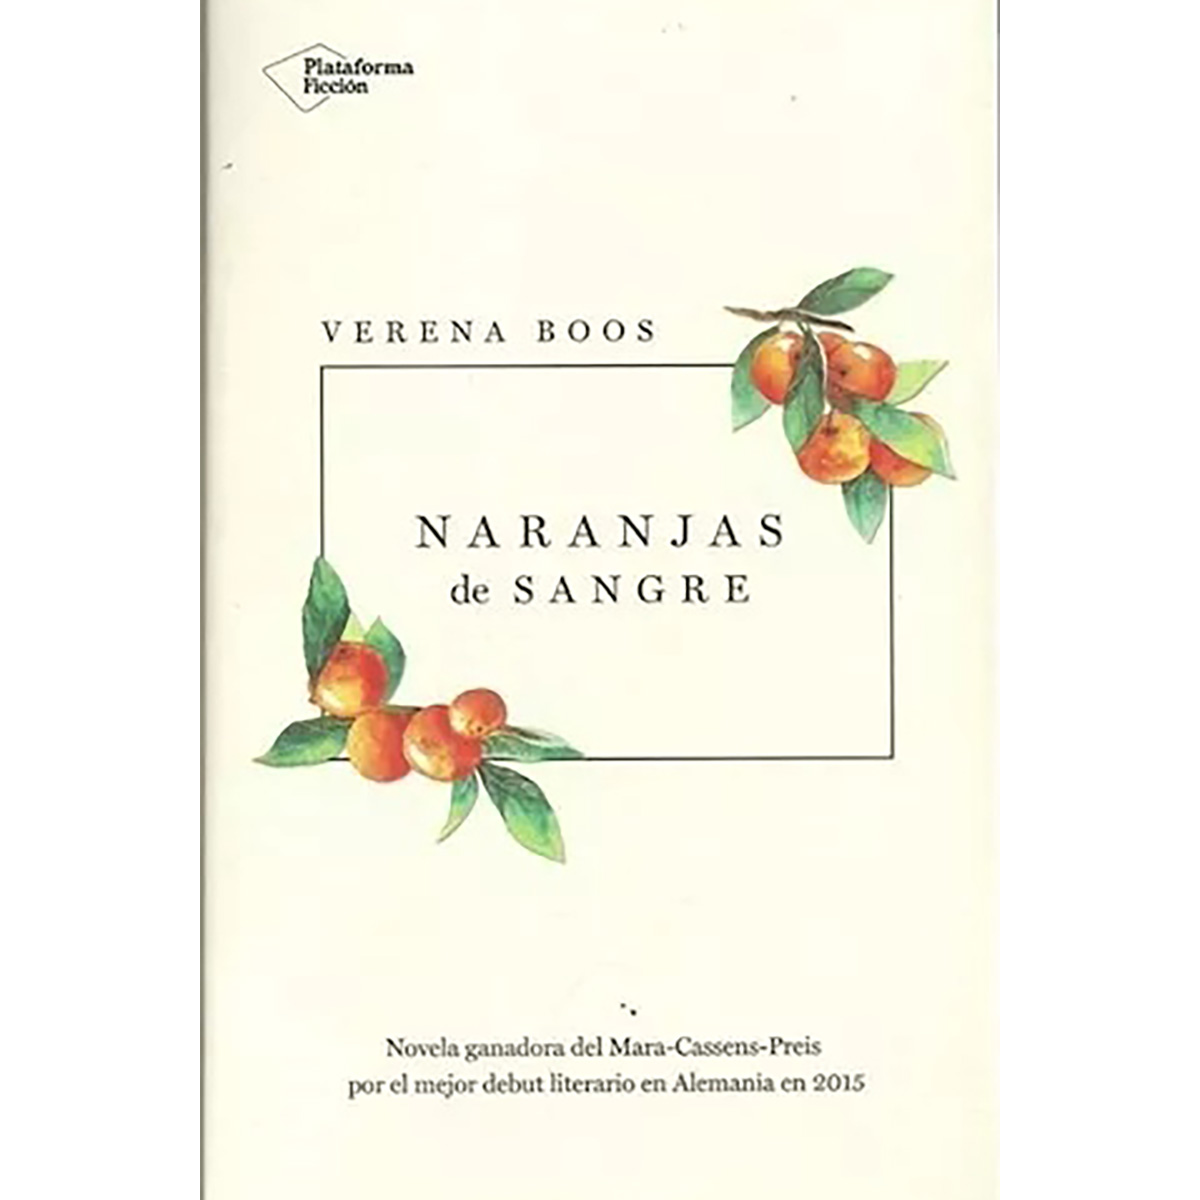 Plataforma
Ficción
VERENA BOOS
NARANJAS
de SANGRE
Novela ganadora del Mara-Cassens-Preis
por el mejor debut literario en Alemania en 2015